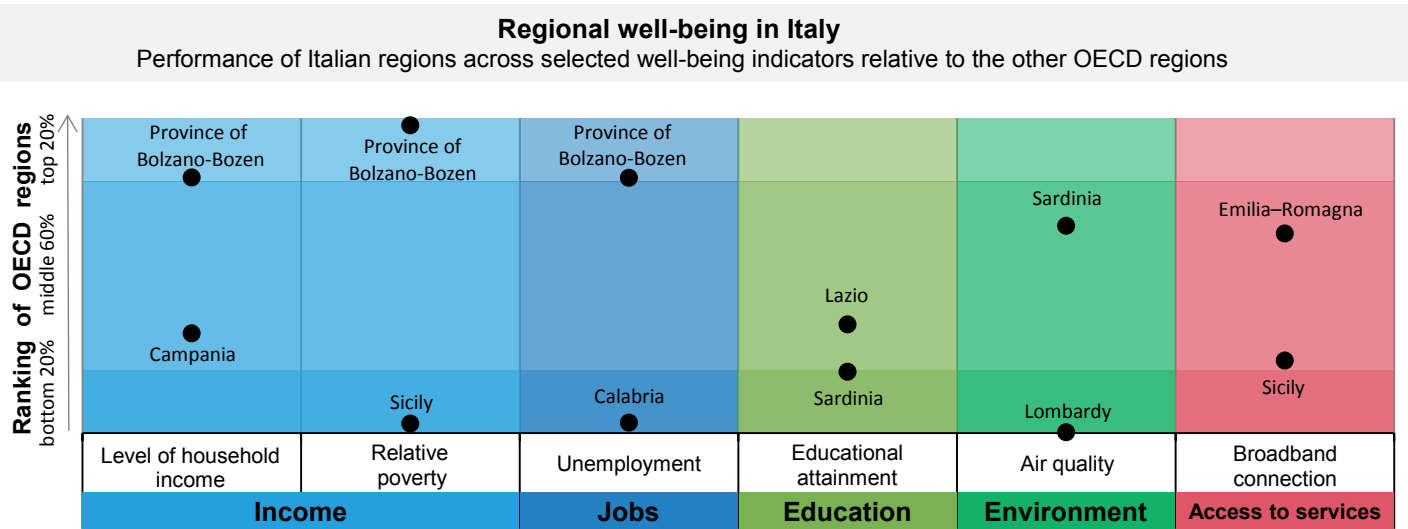 Regional well-being in Italy
Performance of Italian regions across selected well-being indicators relative to the other OECD regions
Ranking of OECD regions
bottom 20% middle 60% top 20%
Province of
Bolzano-Bozen
Campania
Province of
Bolzano-Bozen
Sicily
Province of
Bolzano-Bozen
Calabria
Lazio
Sardinia
Sardinia
Lombardy
Emilia–Romagna
Sicily
Level of household
income
Relative
poverty
Unemployment
Educational
attainment
Air quality
Broadband
connection
Income
Jobs
Education
Environment
Access to services